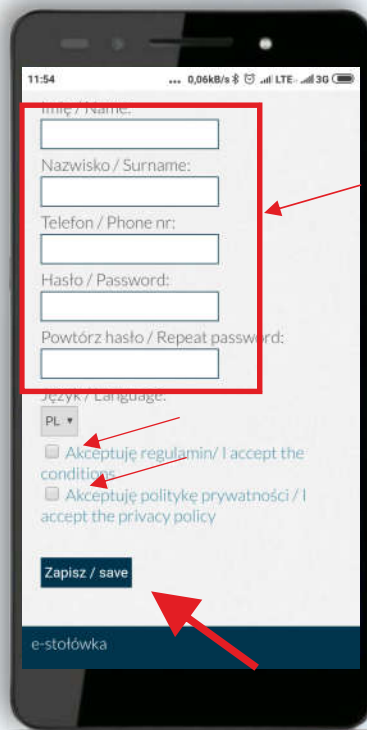 11:54 ... 0,06kB/s LTE 3G
Imię / Name:
Nazwisko / Surname:
Telefon / Phone nr:
Hasło / Password:
Powtórz hasło / Repeat password:
Język / Language:
PL
Akceptuję regulamin/ I accept the
conditions
Akceptuję politykę prywatności / I
accept the privacy policy
Zapisz / save
e-stołówka